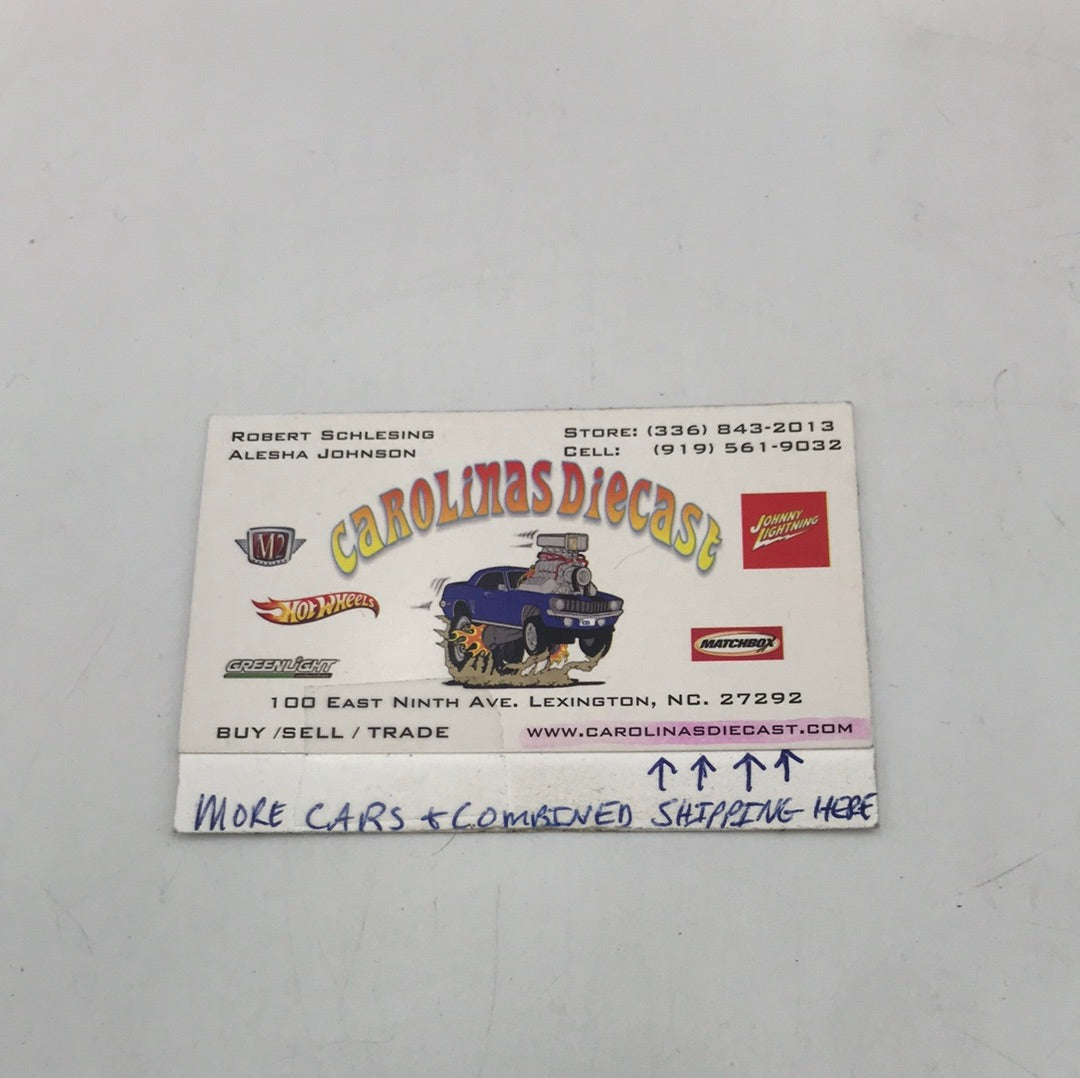 ROBERT SCHLESING
ALESHA JOHNSON
STORE: (336) 843-2013
CELL: (919) 561-9032
CAROLINAS DIECAST
M2
JOHNNY LIGHTNING
HOT WHEELS
MATCHBOX
GREENLIGHT
100 EAST NINTH AVE. LEXINGTON, NC. 27292
BUY /SELL / TRADE
WWW.CAROLINASDIECAST.COM
MORE CARS + COMBINED SHIPPING HERE